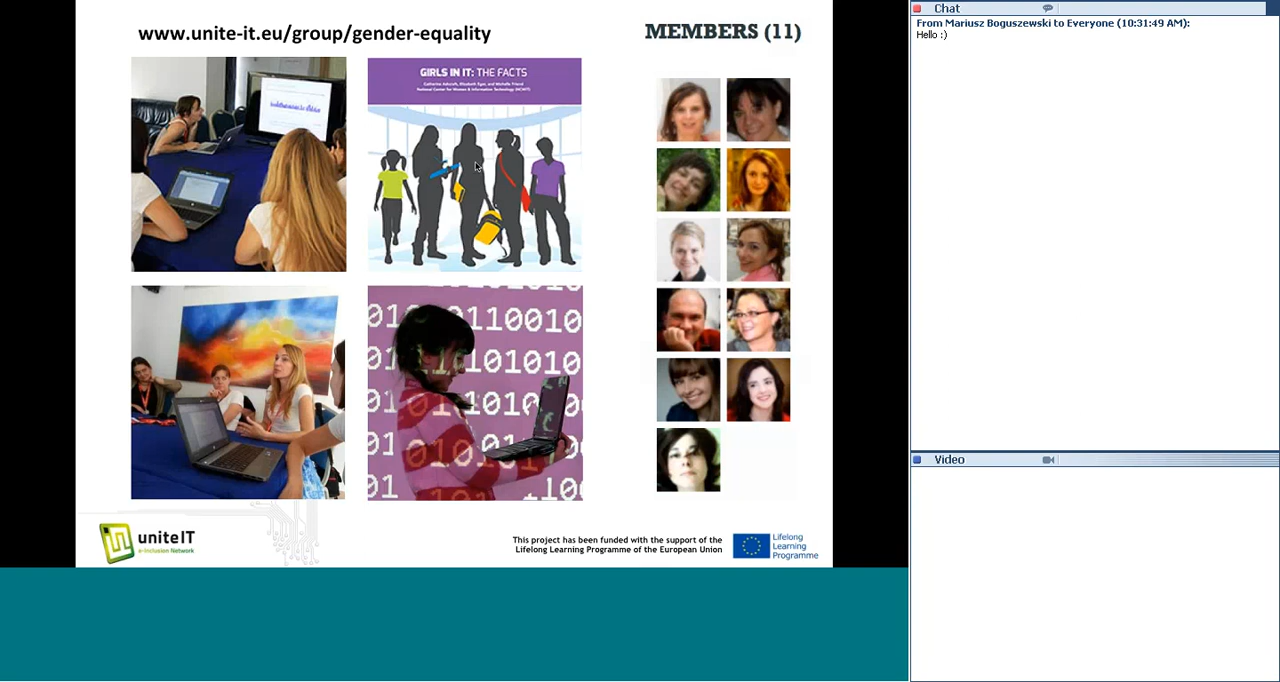 www.unite-it.eu/group/gender-equality
MEMBERS (11)
GIRLS IN IT: THE FACTS
Catherine Ashcraft, Elizabeth Eger, and Michelle Friend
National Center for Women & Information Technology (NCWIT)
uniteIT
e-Inclusion Network
This project has been funded with the support of the
Lifelong Learning Programme of the European Union
Lifelong
Learning
Programme
Chat
From Mariusz Boguszewski to Everyone (10:31:49 AM):
Hello :)
Video